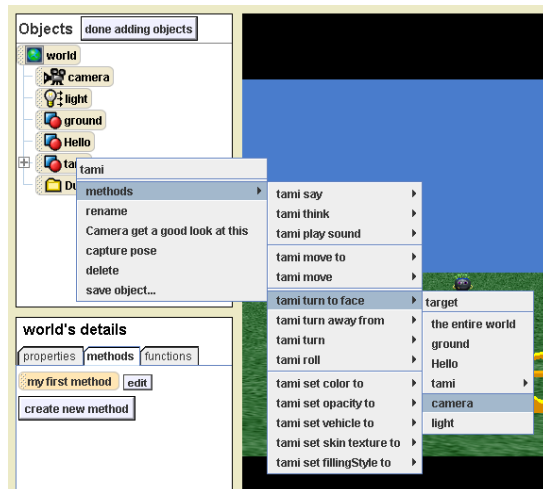 Objects done adding objects
world
camera
light
ground
Hello
tami
methods
rename
Camera get a good look at this
capture pose
delete
save object...
tami say
tami think
tami play sound
tami move to
tami move
tami turn to face
tami turn away from
tami turn
tami roll
tami set color to
tami set opacity to
tami set vehicle to
tami set skin texture to
tami set fillingStyle to
target
the entire world
ground
Hello
tami
camera
light
world's details
properties methods functions
my first method edit
create new method